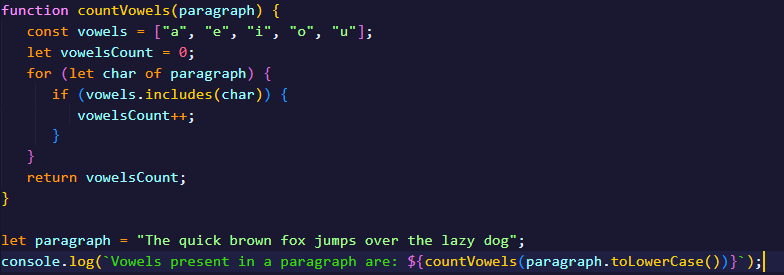 function countVowels(paragraph) {
    const vowels = ["a", "e", "i", "o", "u"];
    let vowelsCount = 0;
    for (let char of paragraph) {
        if (vowels.includes(char)) {
            vowelsCount++;
        }
    }
    return vowelsCount;
}

let paragraph = "The quick brown fox jumps over the lazy dog";
console.log(`Vowels present in a paragraph are: ${countVowels(paragraph.toLowerCase())}`);